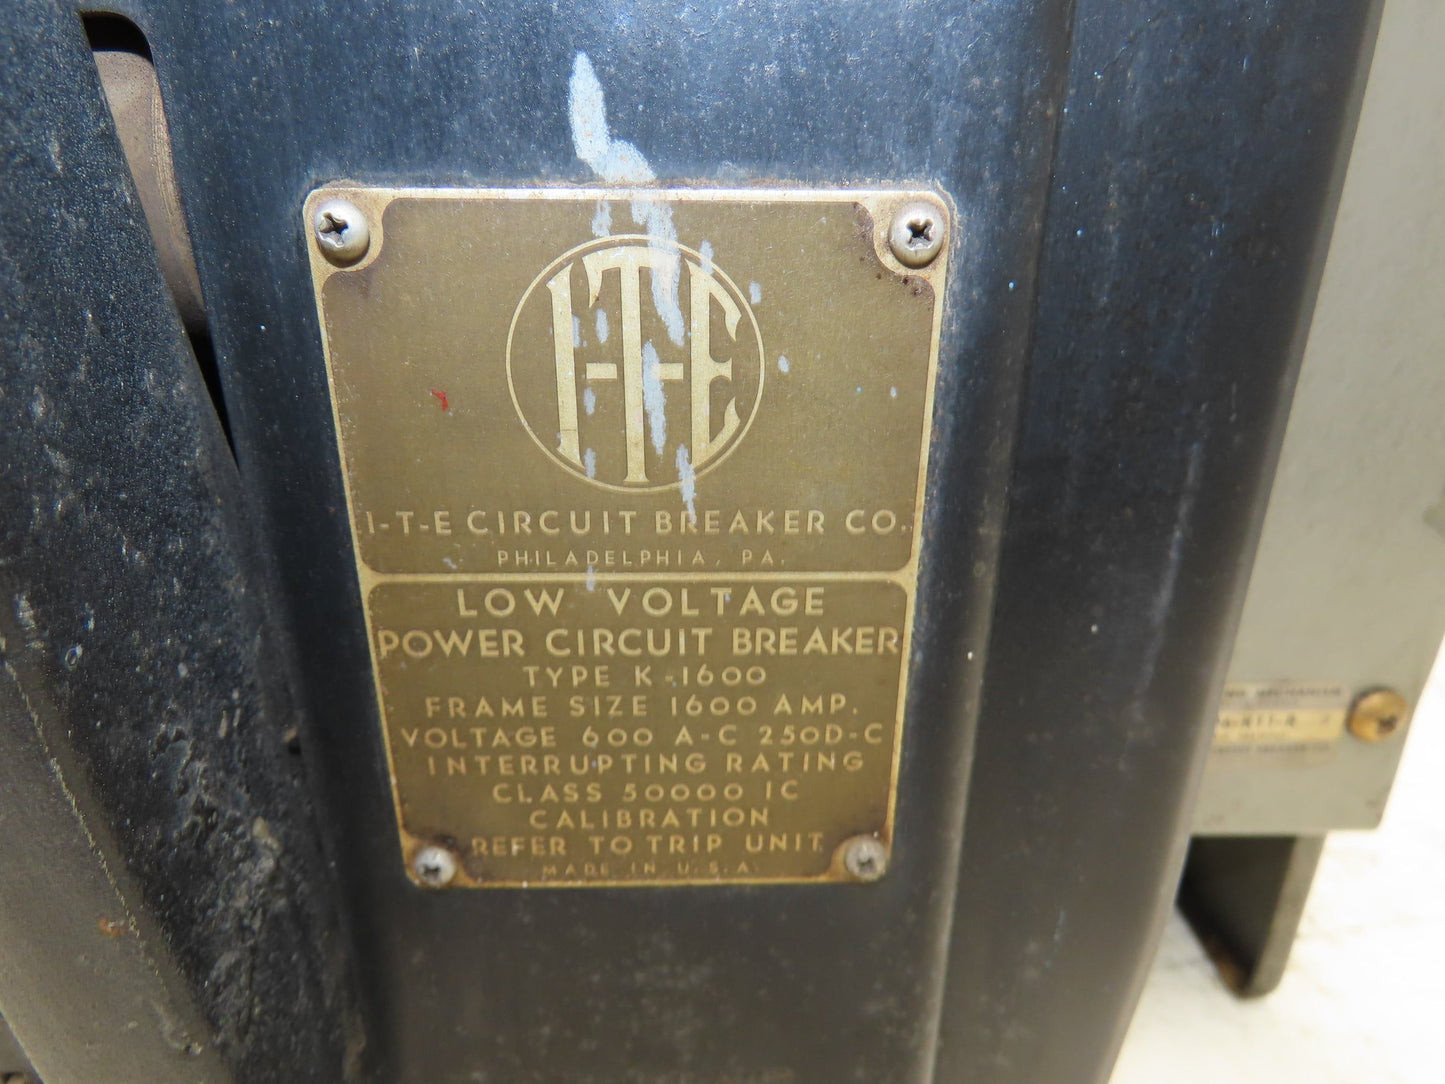 I-T-E
I-T-E CIRCUIT BREAKER CO.
PHILADELPHIA, PA.
LOW VOLTAGE
POWER CIRCUIT BREAKER
TYPE K-1600
FRAME SIZE 1600 AMP.
VOLTAGE 600 A-C 250D-C
INTERRUPTING RATING
CLASS 50000 IC
CALIBRATION
REFER TO TRIP UNIT.
MADE IN U.S.A.
MECHANISM